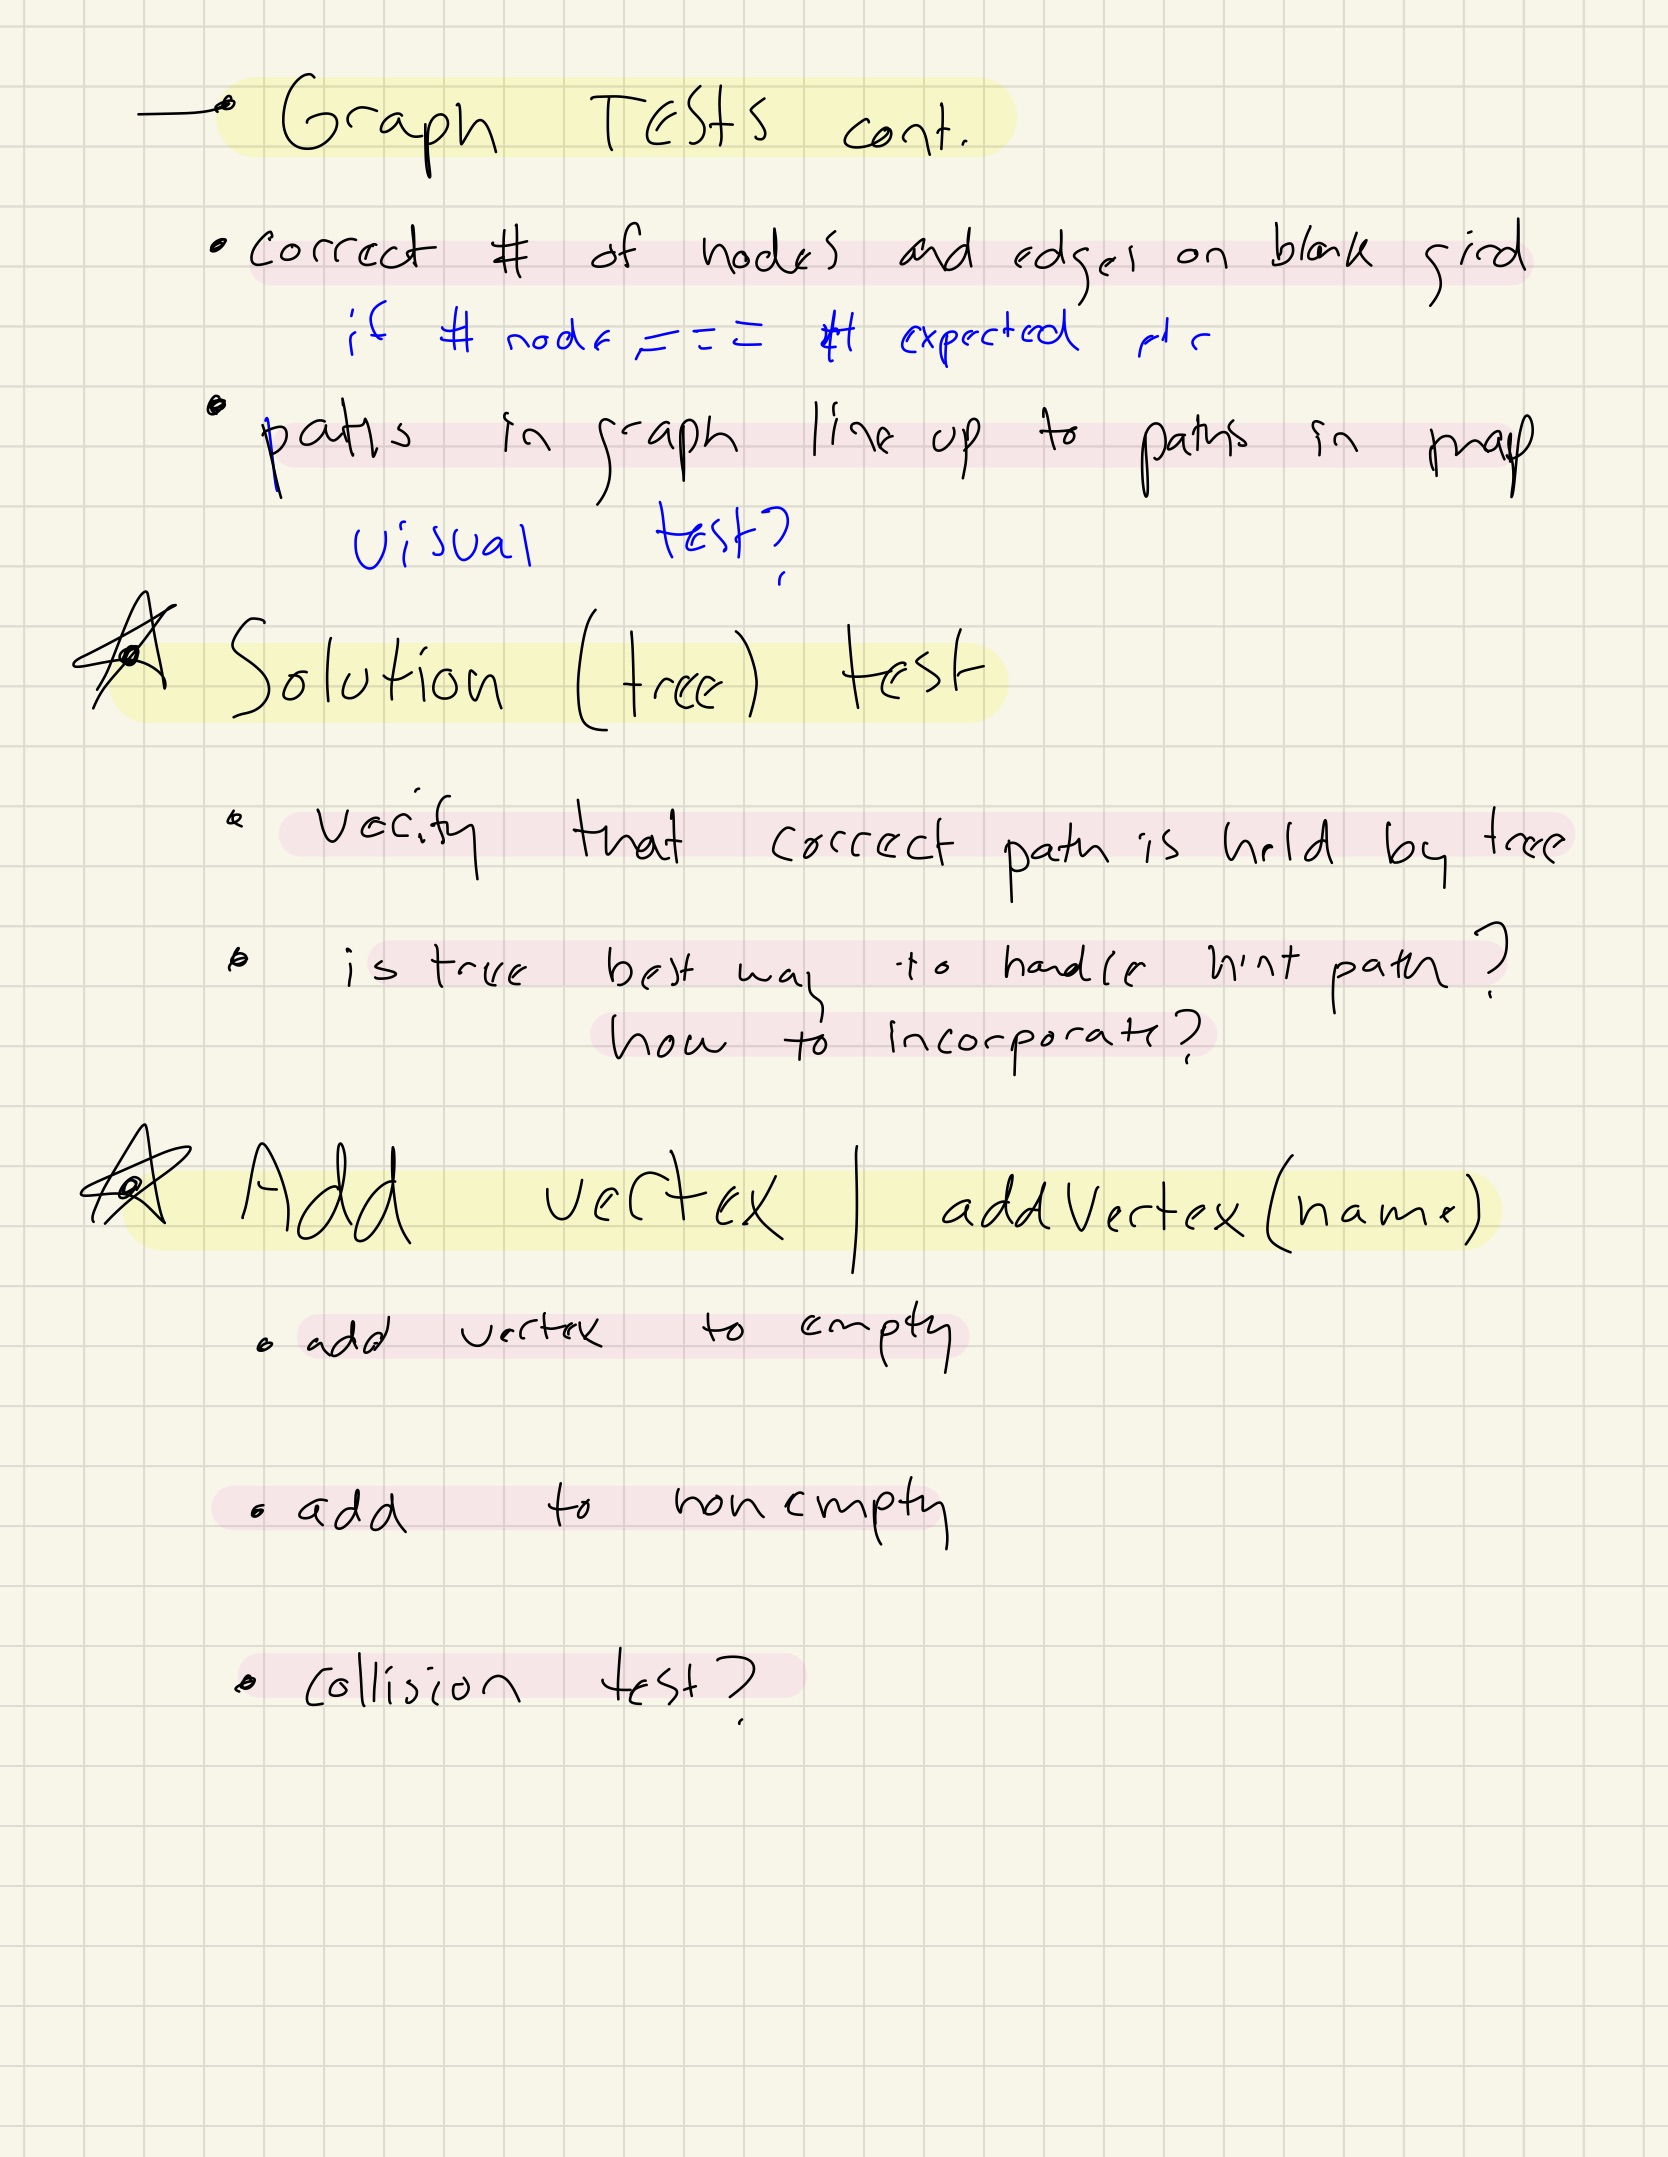 Graph Tests cont.
• correct # of nodes and edges on blank gird
if # node === # expected etc
• paths in graph line up to paths in map
visual test?
Solution (tree) test
• verify that correct path is held by tree
• is tree best way to handle hint path?
how to incorporate?
Add vertex | addVertex(name)
• add vertex to empty
• add to nonempty
• collision test?